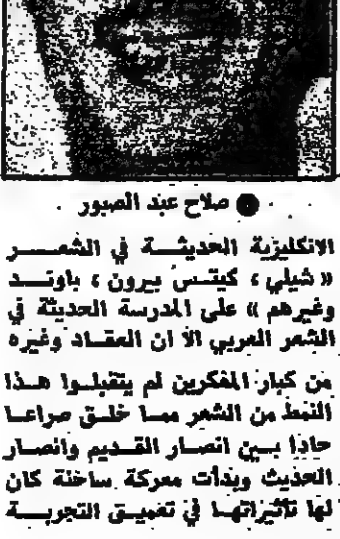 ● صلاح عبد الصبور .
الانكليزية الحديثة في الشعر
« شيلي ، كيتس بيرون ، باوند
وغيرهم » على المدرسة الحديثة في
الشعر العربي الا ان العقاد وغيره
من كبار المفكرين لم يتقبلوا هذا
النمط من الشعر مما خلق صراعا
حادا بين انصار القديم وانصار
الحديث وبدأت معركة ساخنة كان
لها تأثيراتها في تعميق التجربة